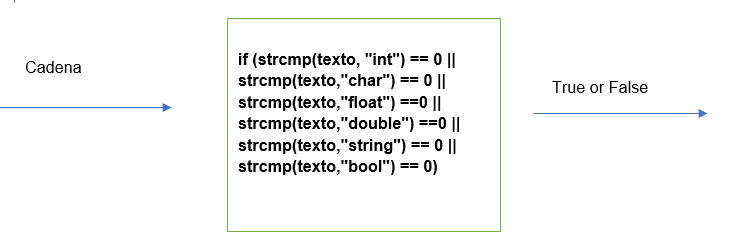 Cadena
if (strcmp(texto, "int") == 0 ||
strcmp(texto,"char") == 0 ||
strcmp(texto,"float") ==0 ||
strcmp(texto,"double") ==0 ||
strcmp(texto,"string") == 0 ||
strcmp(texto,"bool") == 0)
True or False